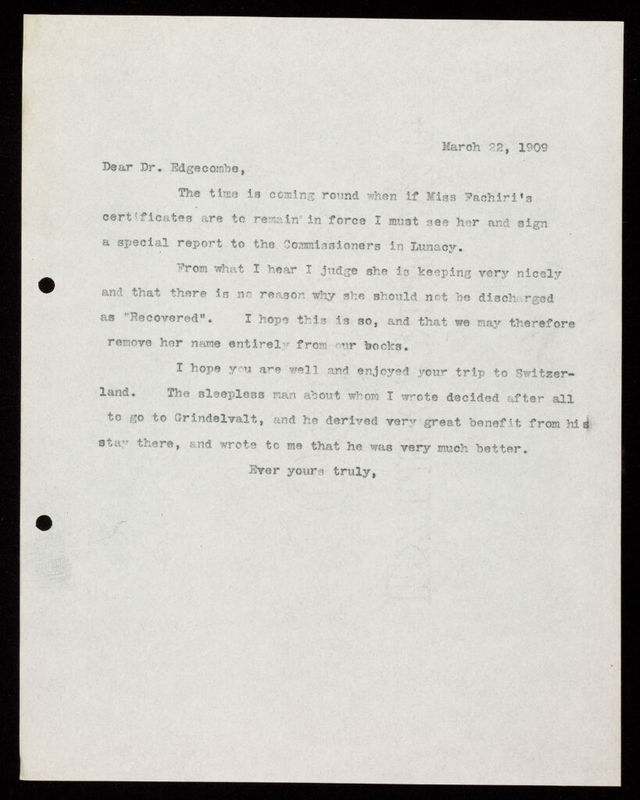 March 22, 1909
Dear Dr. Edgecombe,
The time is coming round when if Miss Fachiri's
certificates are to remain in force I must see her and sign
a special report to the Commissioners in Lunacy.
From what I hear I judge she is keeping very nicely
and that there is no reason why she should not be discharged
as "Recovered". I hope this is so, and that we may therefore
remove her name entirely from our books.
I hope you are well and enjoyed your trip to Switzer-
land. The sleepless man about whom I wrote decided after all
to go to Grindelvalt, and he derived very great benefit from his
stay there, and wrote to me that he was very much better.
Ever yours truly,